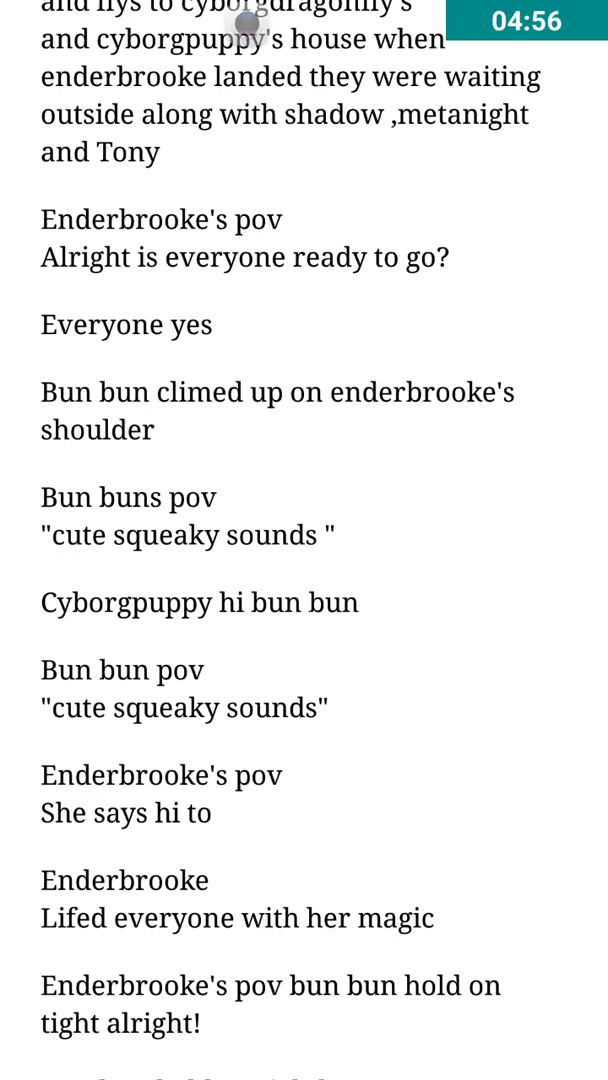 and flys to cyborgdragonfly's
04:56
and cyborgpuppy's house when
enderbrooke landed they were waiting
outside along with shadow ,metanight
and Tony
Enderbrooke's pov
Alright is everyone ready to go?
Everyone yes
Bun bun climed up on enderbrooke's
shoulder
Bun buns pov
"cute squeaky sounds "
Cyborgpuppy hi bun bun
Bun bun pov
"cute squeaky sounds"
Enderbrooke's pov
She says hi to
Enderbrooke
Lifed everyone with her magic
Enderbrooke's pov bun bun hold on
tight alright!